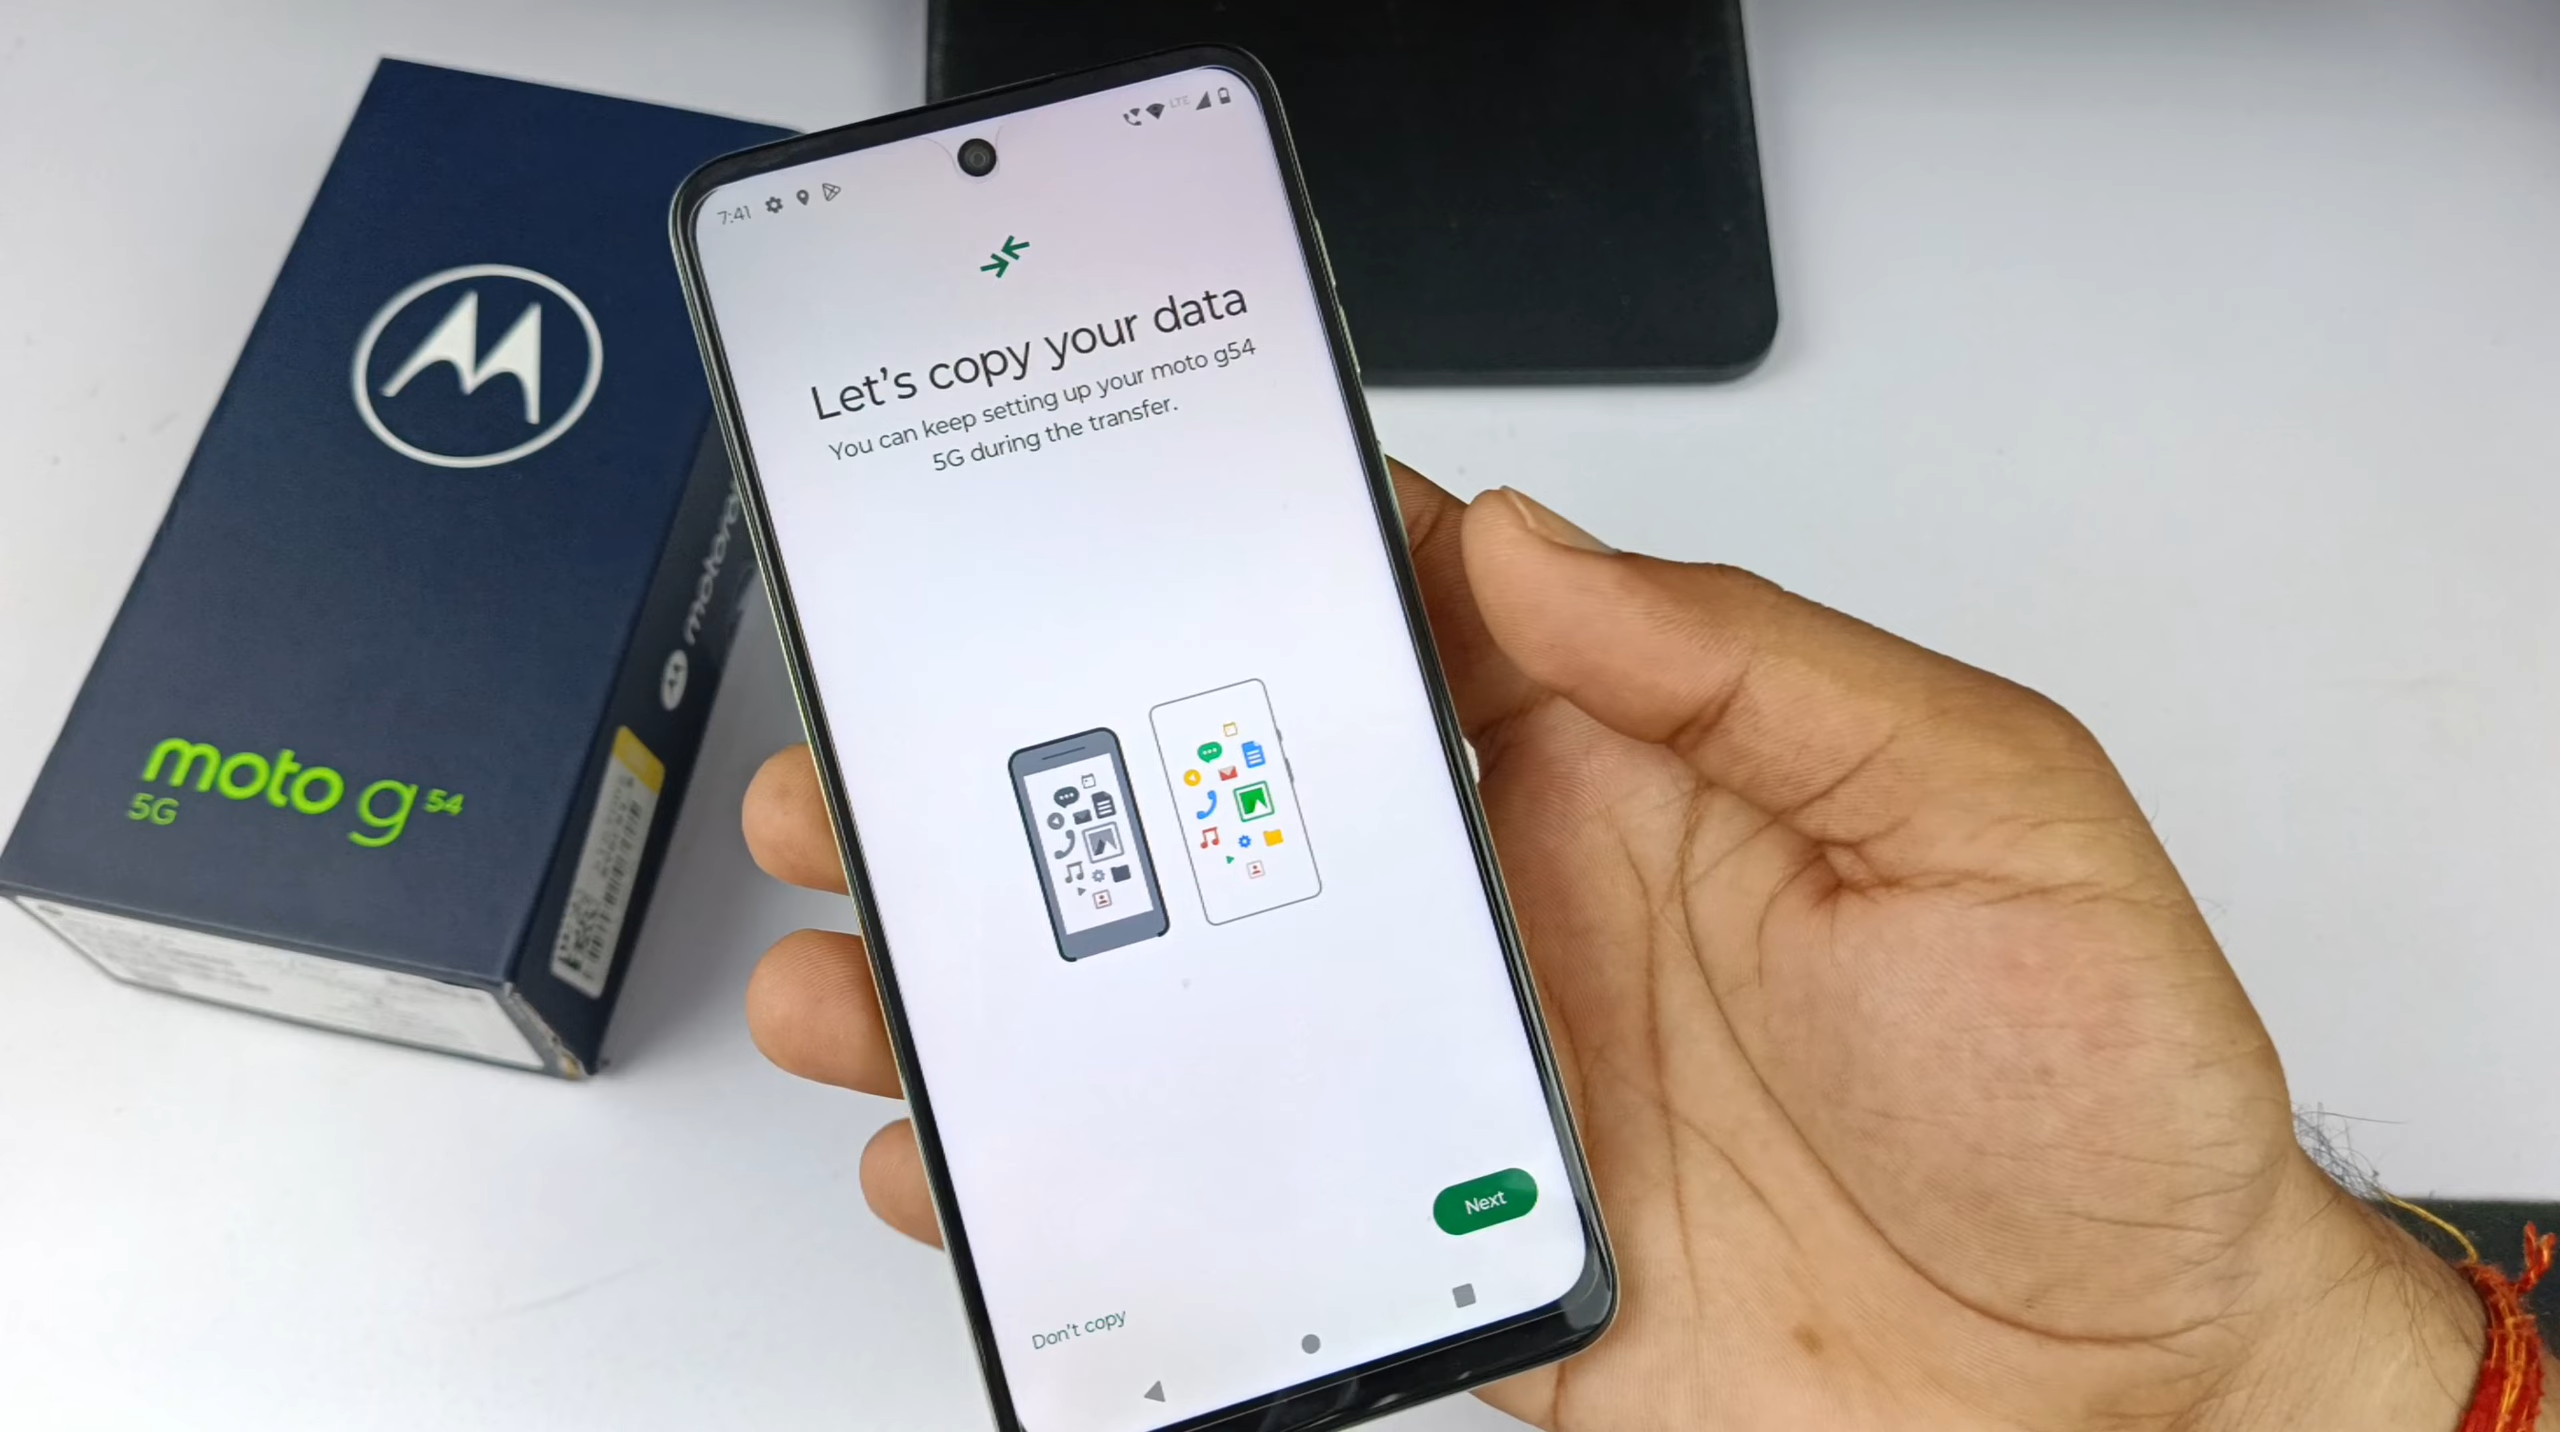 7:41
LTE
Let's copy your data
You can keep setting up your moto g54
5G during the transfer.
Next
Don't copy
moto g54
5G